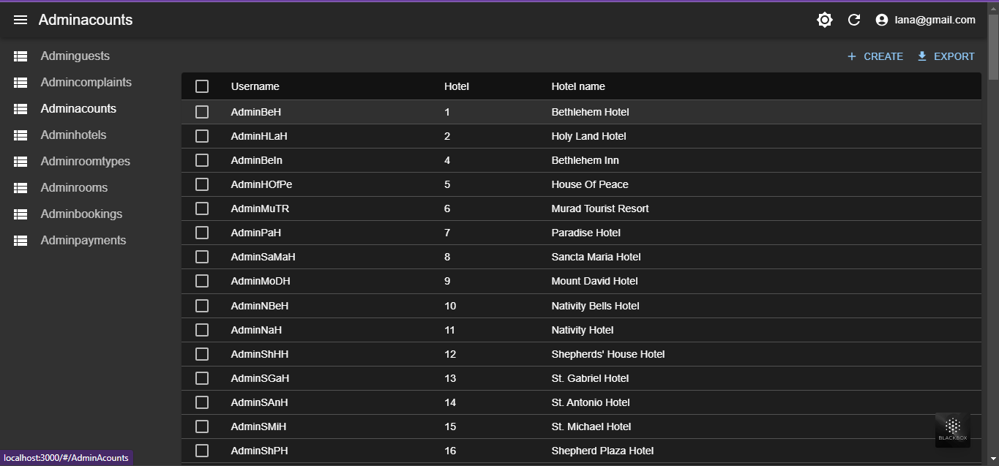 Adminacounts
lana@gmail.com
Adminguests
Admincomplaints
Adminacounts
Adminhotels
Adminroomtypes
Adminrooms
Adminbookings
Adminpayments
CREATE EXPORT
Username Hotel Hotel name
AdminBeH 1 Bethlehem Hotel
AdminHLaH 2 Holy Land Hotel
AdminBeIn 4 Bethlehem Inn
AdminHOfPe 5 House Of Peace
AdminMuTR 6 Murad Tourist Resort
AdminPaH 7 Paradise Hotel
AdminSaMaH 8 Sancta Maria Hotel
AdminMoDH 9 Mount David Hotel
AdminNBeH 10 Nativity Bells Hotel
AdminNaH 11 Nativity Hotel
AdminShHH 12 Shepherds' House Hotel
AdminSGaH 13 St. Gabriel Hotel
AdminSAnH 14 St. Antonio Hotel
AdminSMiH 15 St. Michael Hotel
AdminShPH 16 Shepherd Plaza Hotel
BLACKBOX
localhost:3000/#/AdminAcounts